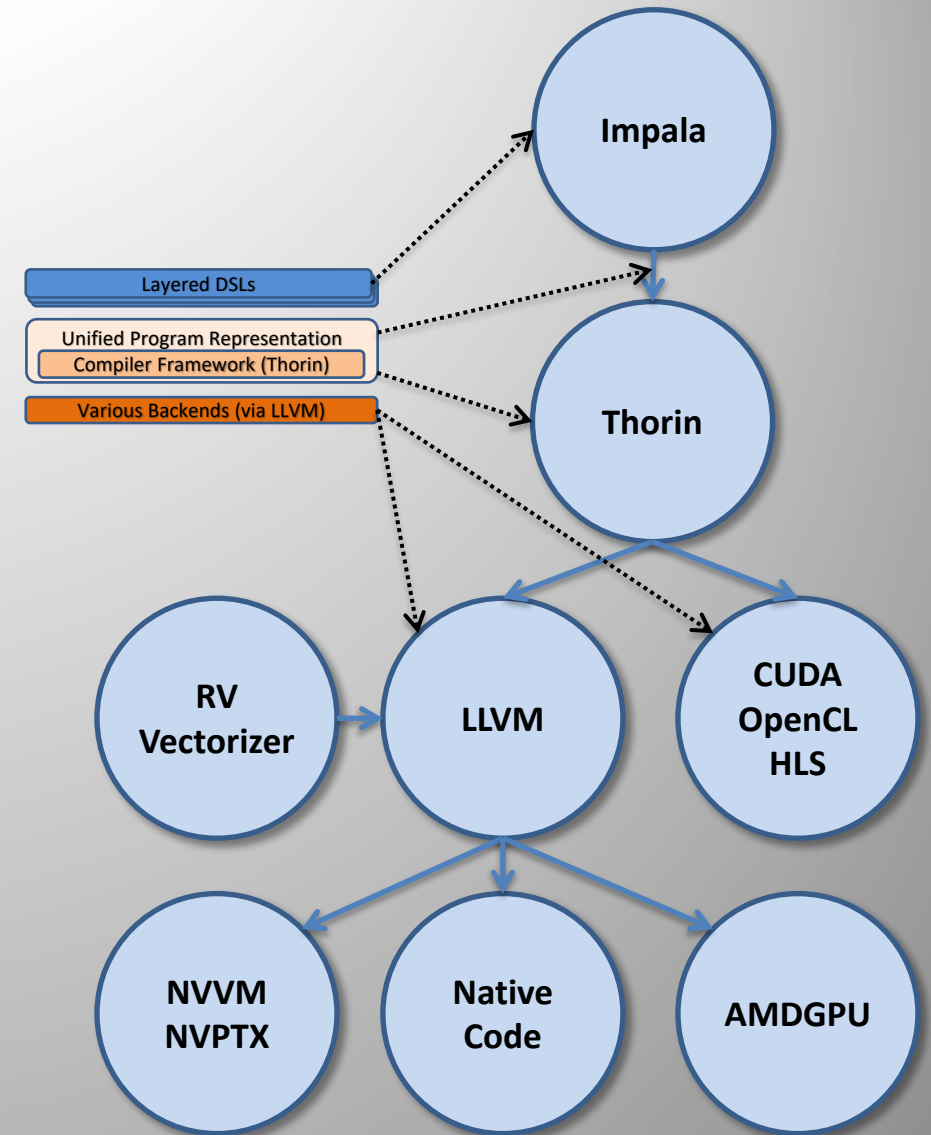 Impala
Layered DSLs
Unified Program Representation
Compiler Framework (Thorin)
Various Backends (via LLVM)
Thorin
RV
Vectorizer
LLVM
CUDA
OpenCL
HLS
NVVM
NVPTX
Native
Code
AMDGPU